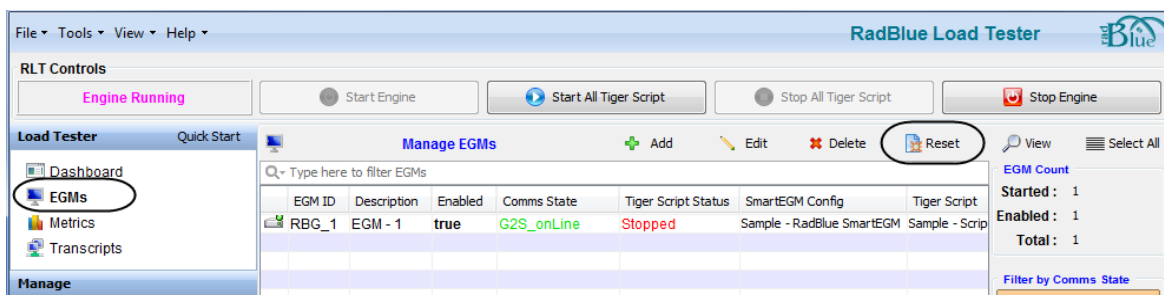 File Tools View Help
RadBlue Load Tester
rad Blue
RLT Controls
Engine Running
Start Engine
Start All Tiger Script
Stop All Tiger Script
Stop Engine
Load Tester Quick Start
Dashboard
EGMs
Metrics
Transcripts
Manage
Manage EGMs
Add Edit Delete Reset View Select All
Type here to filter EGMs
EGM ID Description Enabled Comms State Tiger Script Status SmartEGM Config Tiger Script
RBG_1 EGM - 1 true G2S_onLine Stopped Sample - RadBlue SmartEGM Sample - Scrip
EGM Count
Started : 1
Enabled : 1
Total : 1
Filter by Comms State